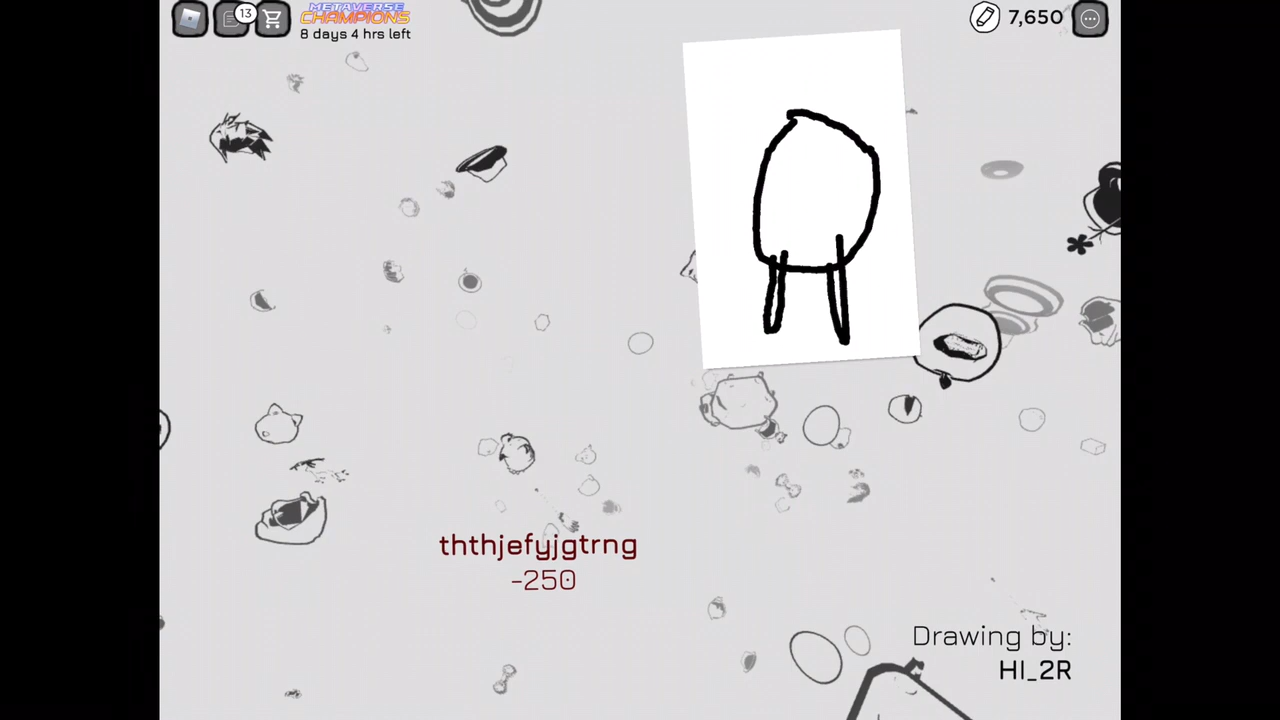 13
METAVERSE
CHAMPIONS
8 days 4 hrs left
7,650
ththjefyjgtrng
-250
Drawing by:
HI_2R